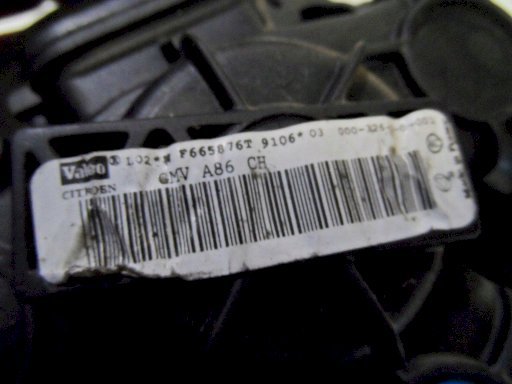 Valeo ® 102* F665876T 9106* 03
CITROEN GMV A86 CH